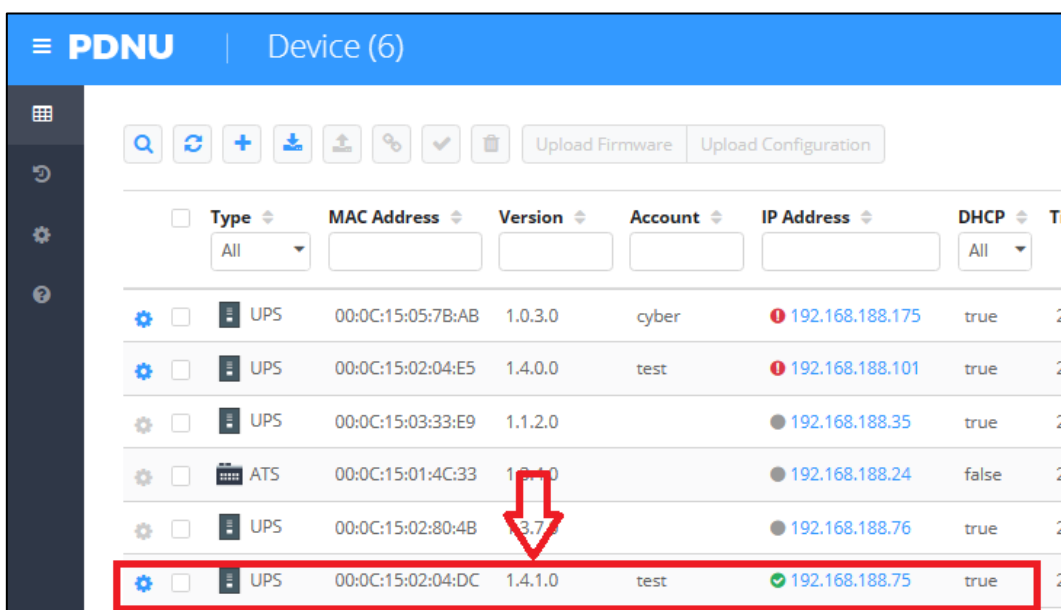 PDNU Device (6)
Upload Firmware Upload Configuration
Type MAC Address Version Account IP Address DHCP
All All
UPS 00:0C:15:05:7B:AB 1.0.3.0 cyber 192.168.188.175 true
UPS 00:0C:15:02:04:E5 1.4.0.0 test 192.168.188.101 true
UPS 00:0C:15:03:33:E9 1.1.2.0 192.168.188.35 true
ATS 00:0C:15:01:4C:33 192.168.188.24 false
UPS 00:0C:15:02:80:4B 192.168.188.76 true
UPS 00:0C:15:02:04:DC 1.4.1.0 test 192.168.188.75 true